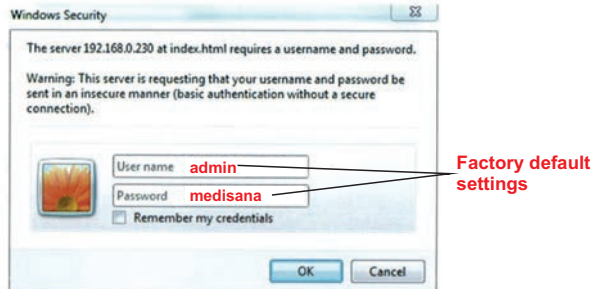 Windows Security
The server 192.168.0.230 at index.html requires a username and password.
Warning: This server is requesting that your username and password be
sent in an insecure manner (basic authentication without a secure
connection).
User name admin
Password medisana
Remember my credentials
Factory default
settings
OK Cancel